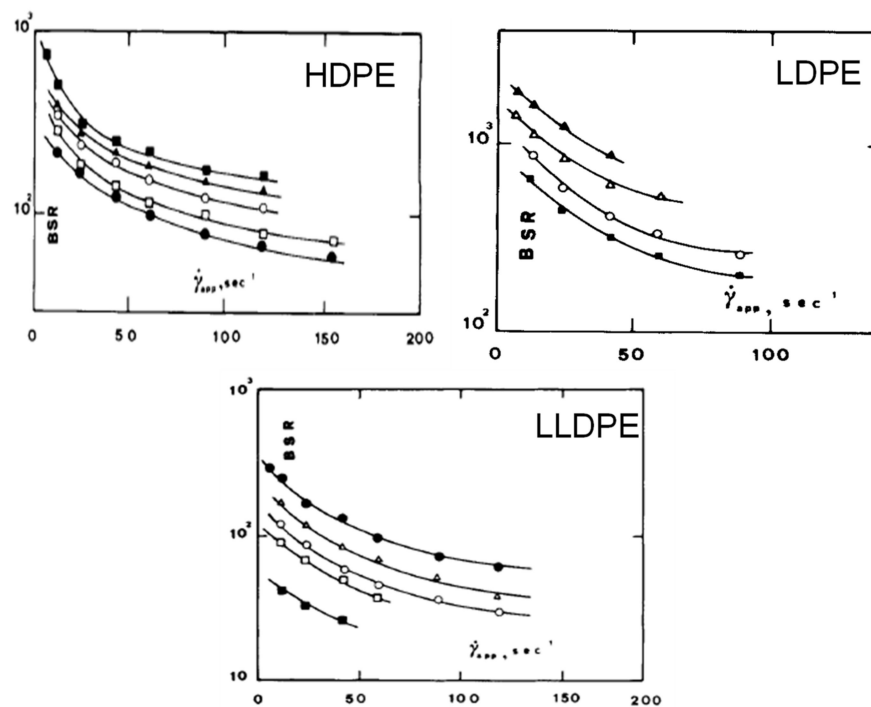 HDPE
10³
10²
BSR
γ̇app, sec⁻¹
0 50 100 150 200
LDPE
10³
10²
BSR
γ̇app, sec⁻¹
0 50 100
LLDPE
10³
10²
10
BSR
γ̇app, sec⁻¹
0 50 100 150 200